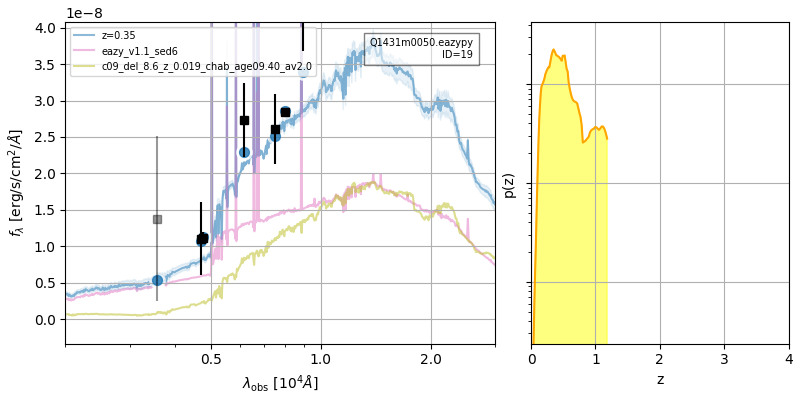 1e−8
z=0.35
eazy_v1.1_sed6
c09_del_8.6_z_0.019_chab_age09.40_av2.0
Q1431m0050.eazypy
ID=19
4.0
3.5
3.0
2.5
2.0
1.5
1.0
0.5
0.0
fλ [erg/s/cm²/Å]
0.5
1.0
2.0
λobs [10⁴Å]
p(z)
0
1
2
3
4
z